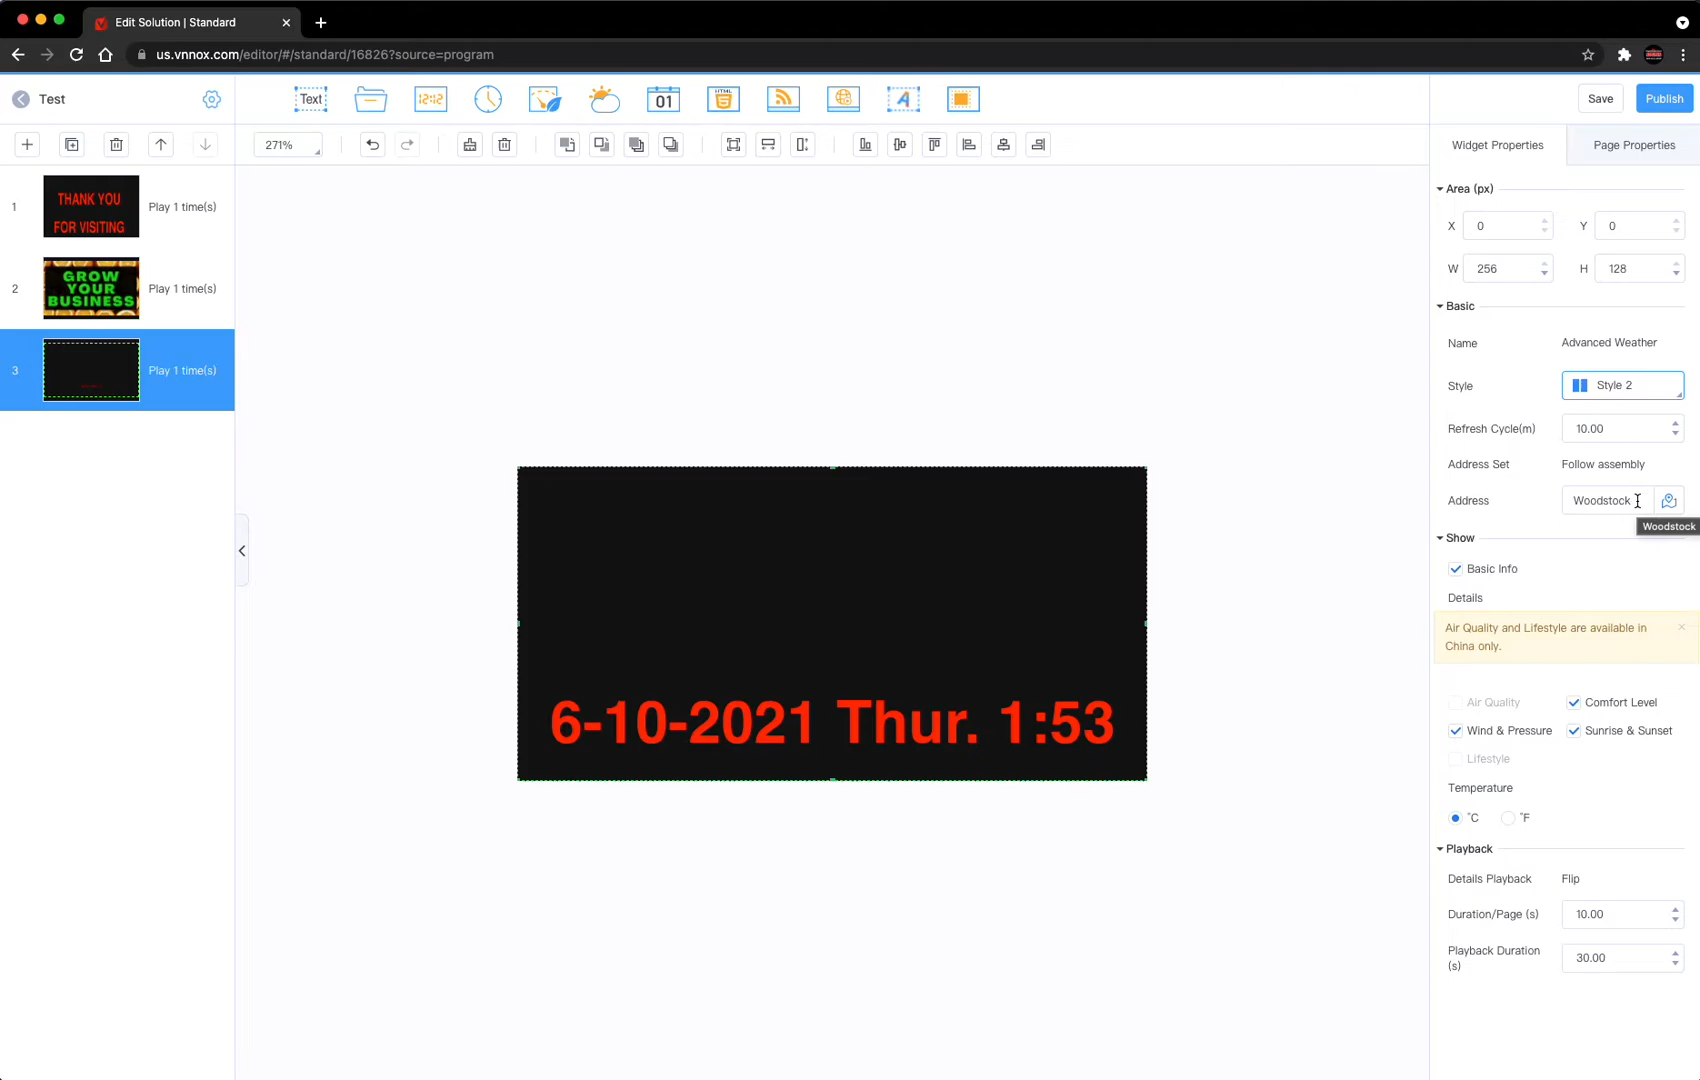 Edit Solution | Standard
us.vnnox.com/editor/#/standard/16826?source=program
Test
Text
12:12
01
HTML
A
Save
Publish
271%
Widget Properties
Page Properties
1
THANK YOU
FOR VISITING
Play 1 time(s)
2
GROW
YOUR
BUSINESS
Play 1 time(s)
3
Play 1 time(s)
6-10-2021 Thur. 1:53
Area (px)
X 0 Y 0
W 256 H 128
Basic
Name Advanced Weather
Style Style 2
Refresh Cycle(m) 10.00
Address Set Follow assembly
Address Woodstock
Woodstock
Show
Basic Info
Details
Air Quality and Lifestyle are available in
China only.
Air Quality Comfort Level
Wind & Pressure Sunrise & Sunset
Lifestyle
Temperature
°C °F
Playback
Details Playback Flip
Duration/Page (s) 10.00
Playback Duration
(s) 30.00